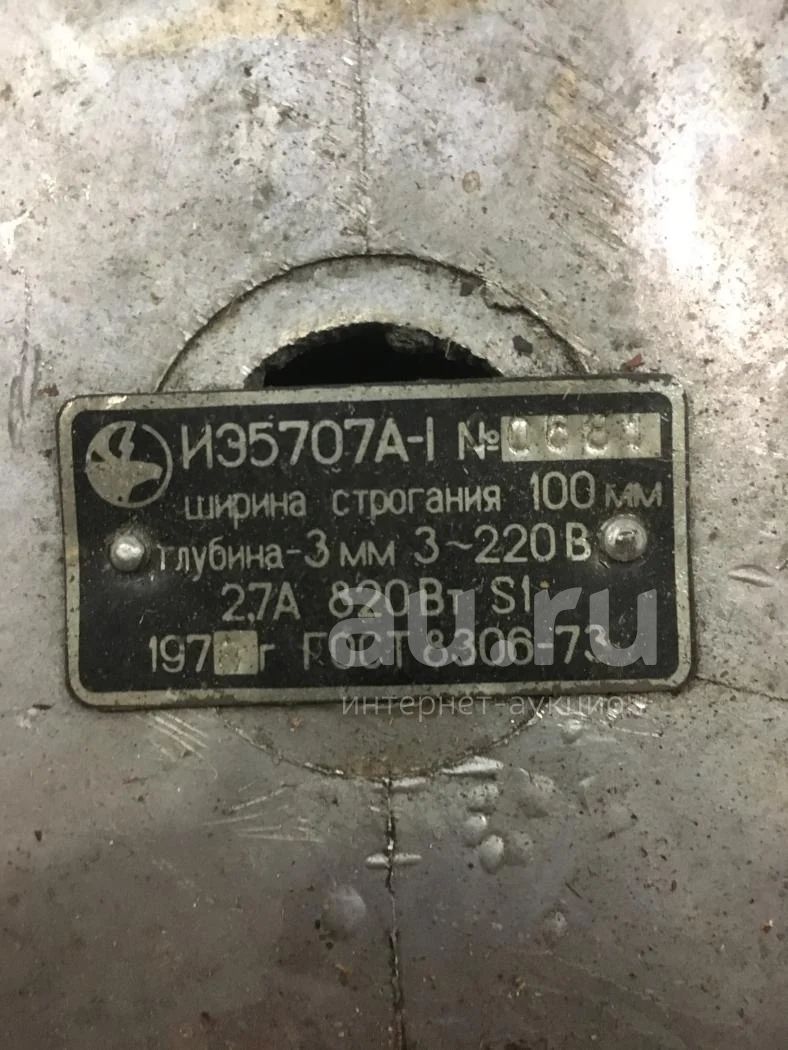 ИЭ5707А-I №
ширина строгания 100 мм
глубина-3 мм 3~220 В
2,7А 820 Вт S1
г ГОСТ 8306-73
au.ru
интернет-аукцион